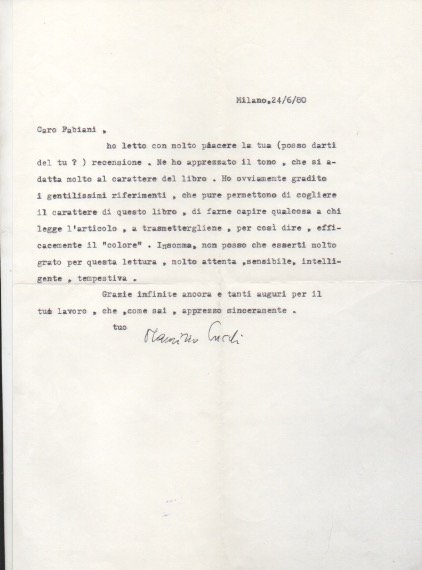 Milano,24/6/80
Caro Fabiani ,
ho letto con molto piacere la tua (posso darti
del tu ? ) recensione . Ne ho apprezzato il tono , che si a-
datta molto al carattere del libro . Ho ovviamente gradito
i gentilissimi riferimenti , che pure permettono di cogliere
il carattere di questo libro , di farne capire qualcosa a chi
legge l'articolo , a trasmettergliene , per così dire , effi-
cacemente il "colore" . Insomma, non posso che esserti molto
grato per questa lettura , molto attenta ,sensibile, intelli-
gente , tempestiva .
Grazie infinite ancora e tanti auguri per il
tuo lavoro , che ,come sai , apprezzo sinceramente .
tuo
Maurizio Cucchi